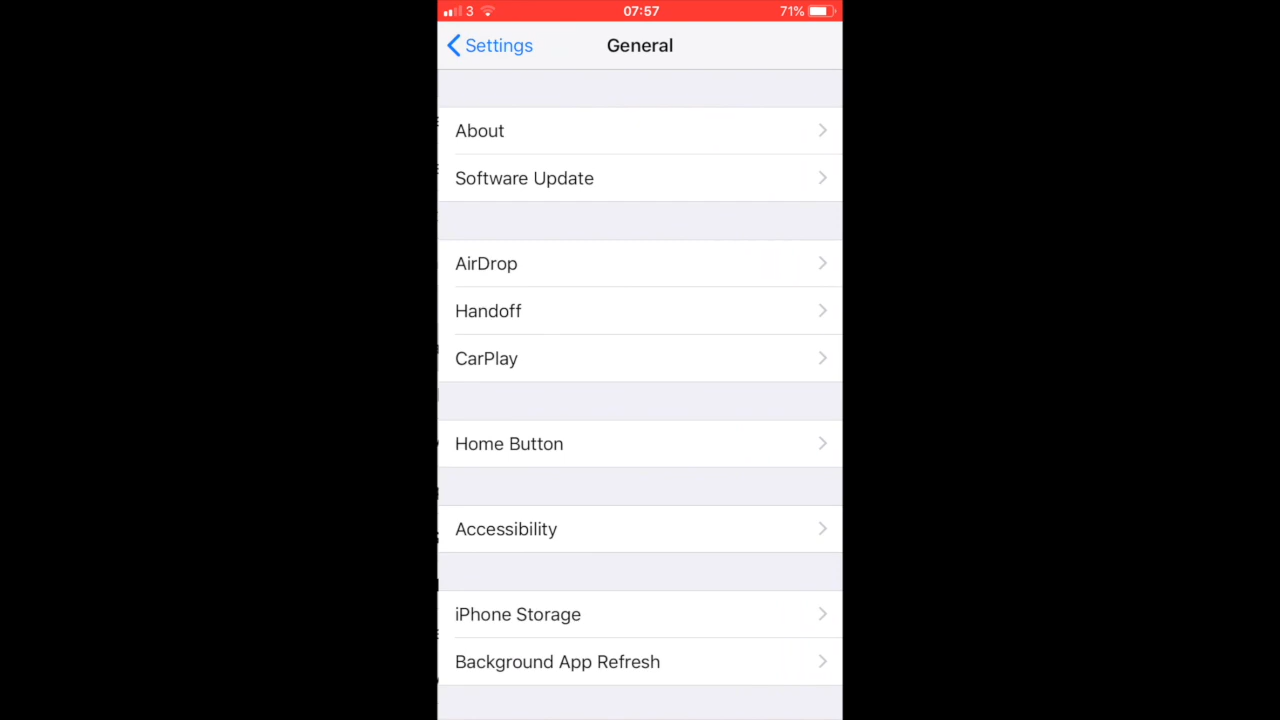 3 07:57 71%
Settings General
About
Software Update
AirDrop
Handoff
CarPlay
Home Button
Accessibility
iPhone Storage
Background App Refresh